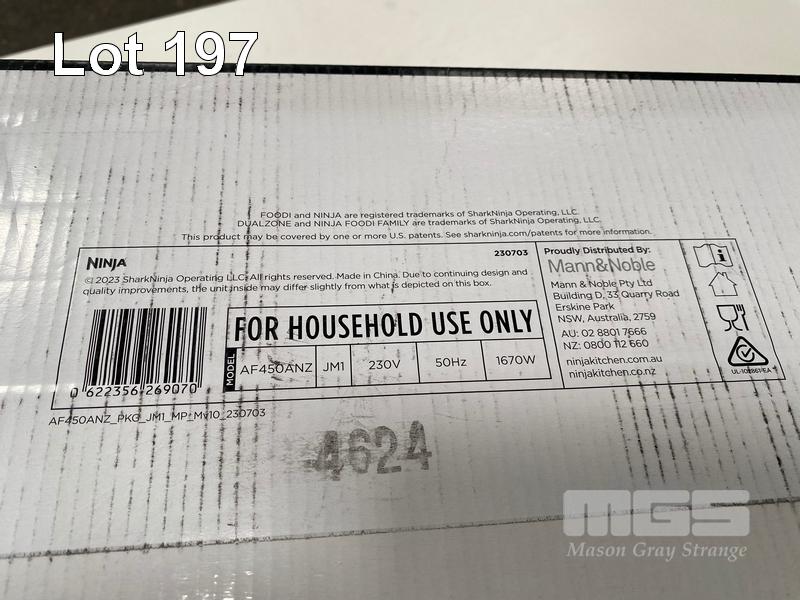 Lot 197
FOODI and NINJA are registered trademarks of SharkNinja Operating, LLC.
DUALZONE and NINJA FOODI FAMILY are trademarks of SharkNinja Operating, LLC.
This product may be covered by one or more U.S. patents. See sharkninja.com/patents for more information.
NINJA
230703
© 2023 SharkNinja Operating LLC. All rights reserved. Made in China. Due to continuing design and
quality improvements, the unit inside may differ slightly from what is depicted on this box.
0 622356 269070
FOR HOUSEHOLD USE ONLY
MODEL
AF450ANZ JM1 230V 50Hz 1670W
Proudly Distributed By:
Mann&Noble
Mann & Noble Pty Ltd
Building D, 33 Quarry Road
Erskine Park
NSW, Australia, 2759
AU: 02 8801 7666
NZ: 0800 112 660
ninjakitchen.com.au
ninjakitchen.co.nz
AF450ANZ_PKG_JM1_MP_Mv10_230703
4624
MGS
Mason Gray Strange